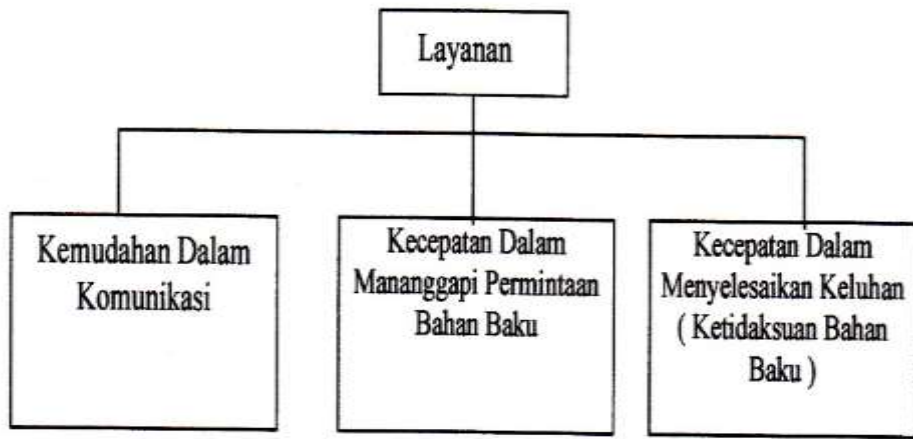 Layanan
Kemudahan Dalam
Komunikasi
Kecepatan Dalam
Mananggapi Permintaan
Bahan Baku
Kecepatan Dalam
Menyelesaikan Keluhan
( Ketidaksuan Bahan
Baku )